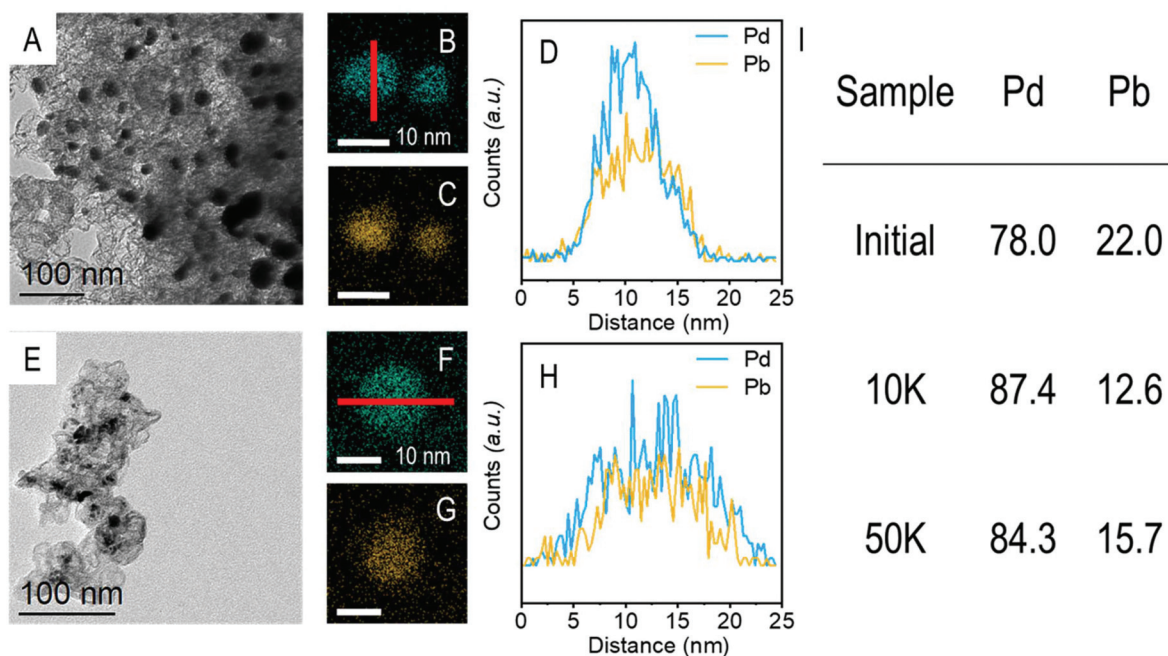 A
100 nm
B
10 nm
C
D
Pd
Pb
Counts (a.u.)
0 5 10 15 20 25
Distance (nm)
E
100 nm
F
10 nm
G
H
Pd
Pb
Counts (a.u.)
0 5 10 15 20 25
Distance (nm)
I
Sample Pd Pb
Initial 78.0 22.0
10K 87.4 12.6
50K 84.3 15.7